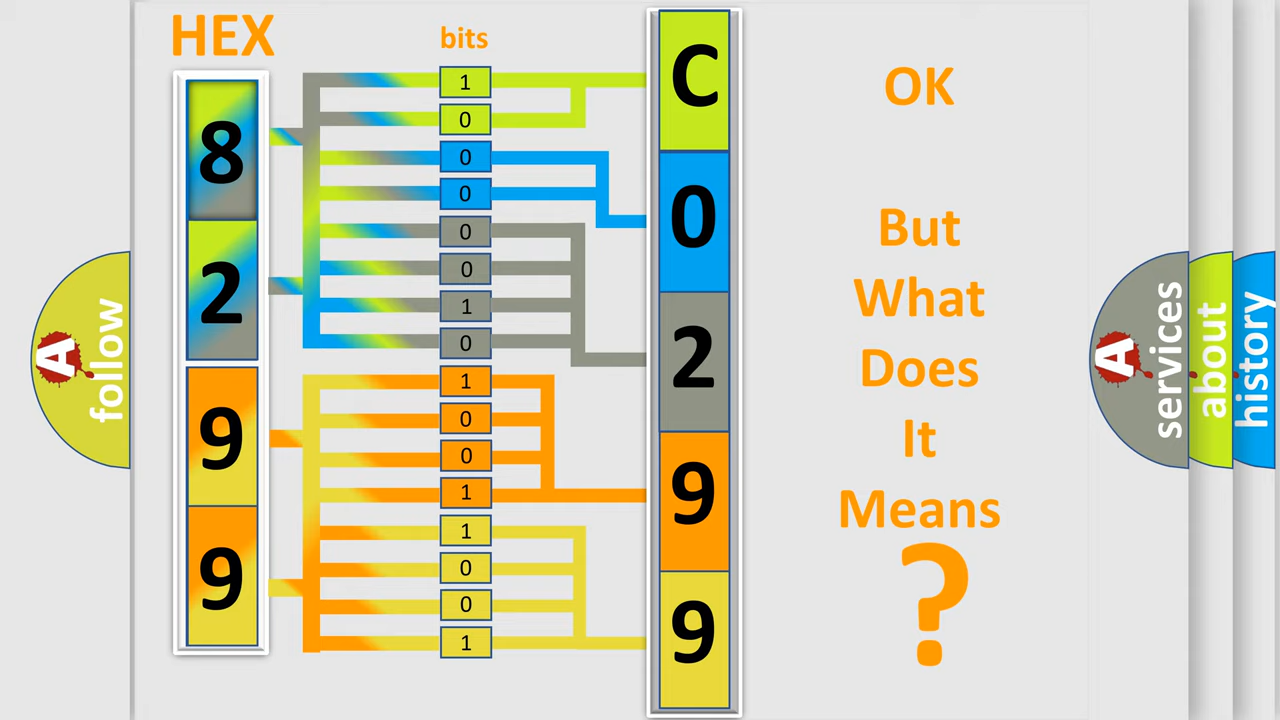 HEX
bits
8
2
9
9
1
0
0
0
0
0
1
0
1
0
0
1
1
0
0
1
C
0
2
9
9
OK
But
What
Does
It
Means
?
A
follow
A
services
about
history